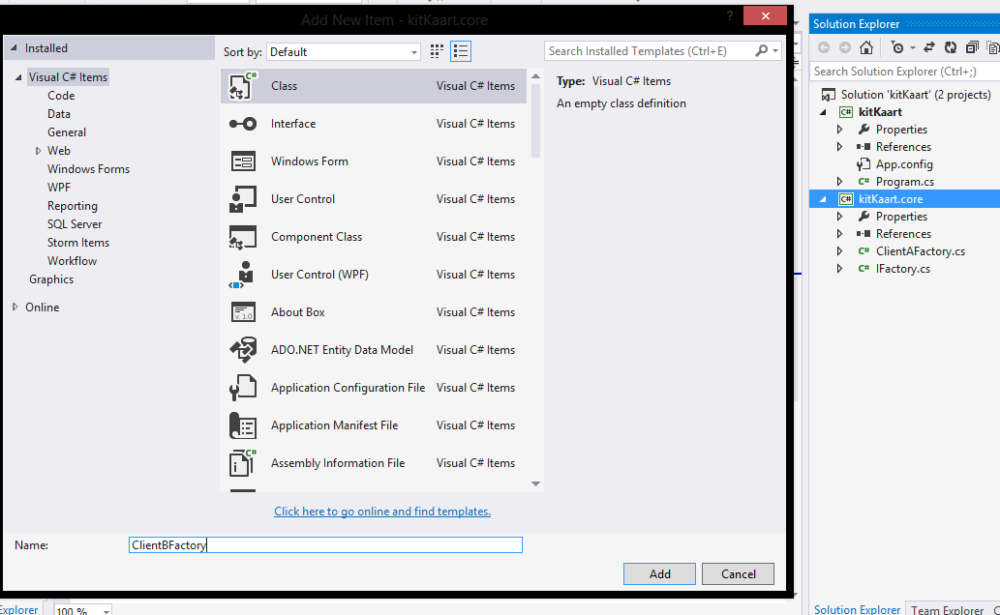 Add New Item - kitKaart.core
?
Installed
Visual C# Items
Code
Data
General
Web
Windows Forms
WPF
Reporting
SQL Server
Storm Items
Workflow
Graphics
Online
Sort by: Default
Search Installed Templates (Ctrl+E)
Class Visual C# Items
Interface Visual C# Items
Windows Form Visual C# Items
User Control Visual C# Items
Component Class Visual C# Items
User Control (WPF) Visual C# Items
About Box Visual C# Items
ADO.NET Entity Data Model Visual C# Items
Application Configuration File Visual C# Items
Application Manifest File Visual C# Items
Assembly Information File Visual C# Items
Click here to go online and find templates.
Type: Visual C# Items
An empty class definition
Name: ClientBFactory
Add Cancel
Explorer
100 %
Solution Explorer
Search Solution Explorer (Ctrl+;)
Solution 'kitKaart' (2 projects)
C# kitKaart
Properties
References
App.config
C# Program.cs
C# kitKaart.core
Properties
References
C# ClientAFactory.cs
C# IFactory.cs
Solution Explorer Team Explorer